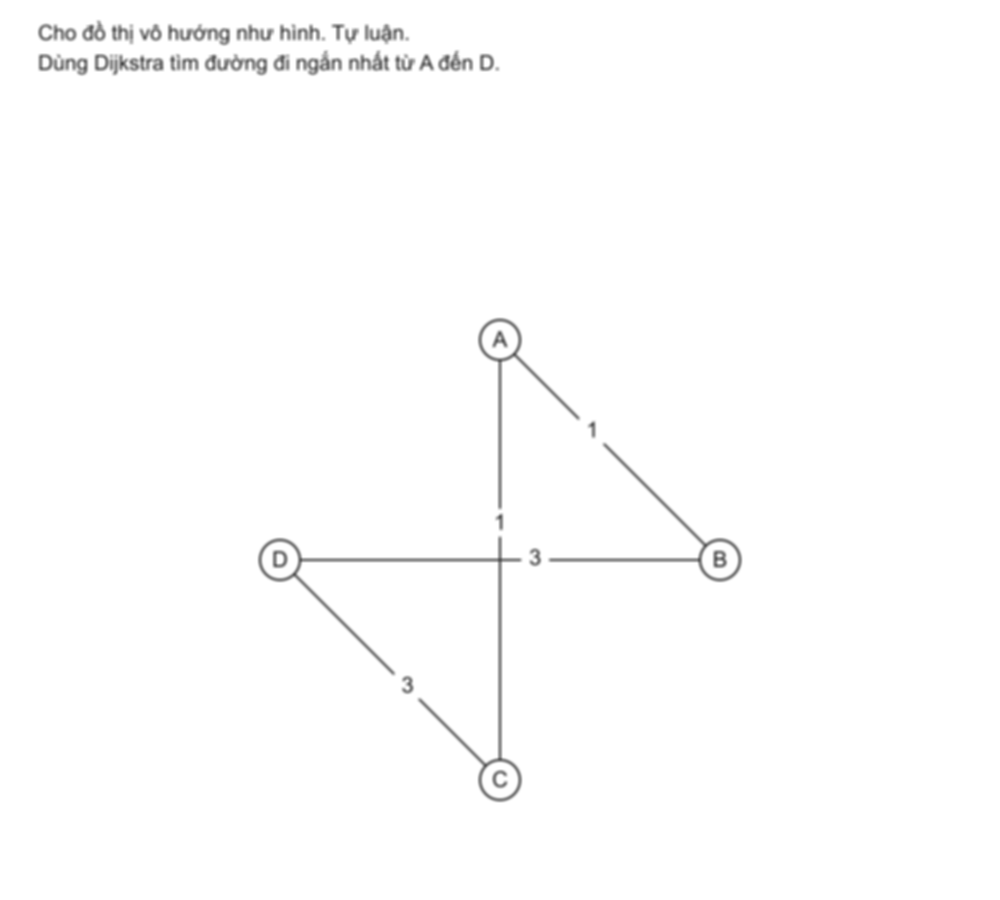 Cho đồ thị vô hướng như hình. Tự luận.
Dùng Dijkstra tìm đường đi ngắn nhất từ A đến D.
A
1
1
D
3
B
3
C